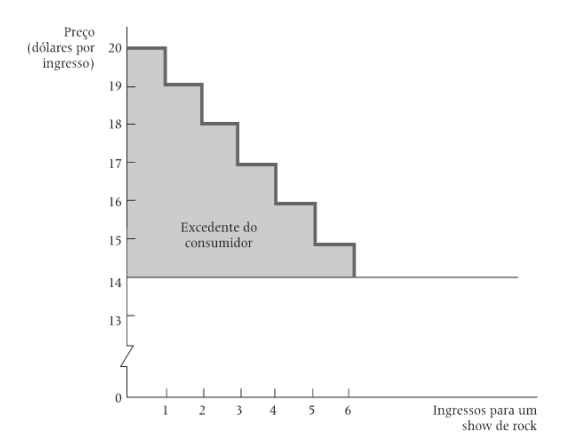 Preço
(dólares por
ingresso)
20
19
18
17
16
15
14
13
0
Excedente do
consumidor
1 2 3 4 5 6
Ingressos para um
show de rock